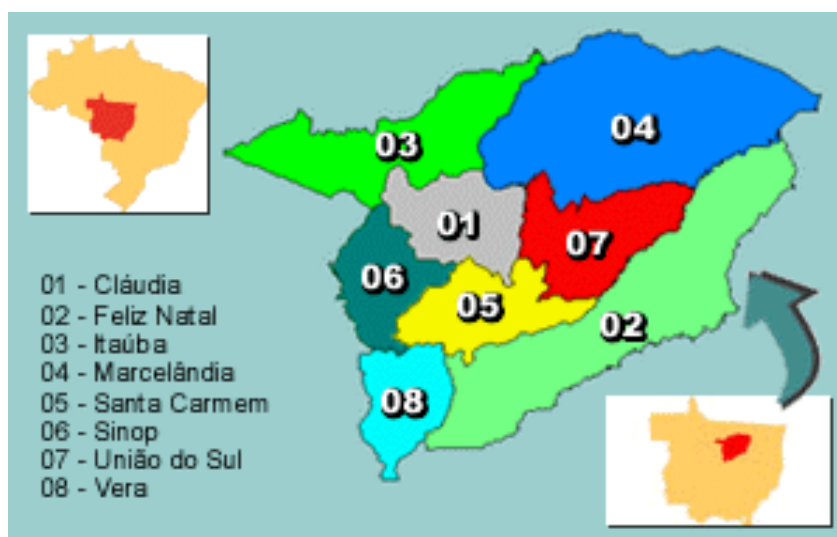 04
03
01
07
06
05
02
08
01 - Cláudia
02 - Feliz Natal
03 - Itaúba
04 - Marcelândia
05 - Santa Carmem
06 - Sinop
07 - União do Sul
08 - Vera